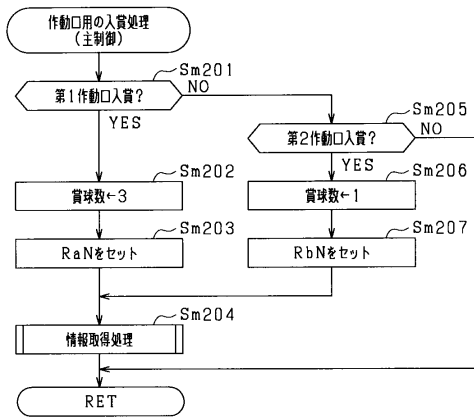 作動口用の入賞処理
(主制御)
Sm201
第1作動口入賞?
NO
YES
Sm205
第2作動口入賞?
NO
YES
Sm202
賞球数←3
Sm206
賞球数←1
Sm203
RaNをセット
Sm207
RbNをセット
Sm204
情報取得処理
RET